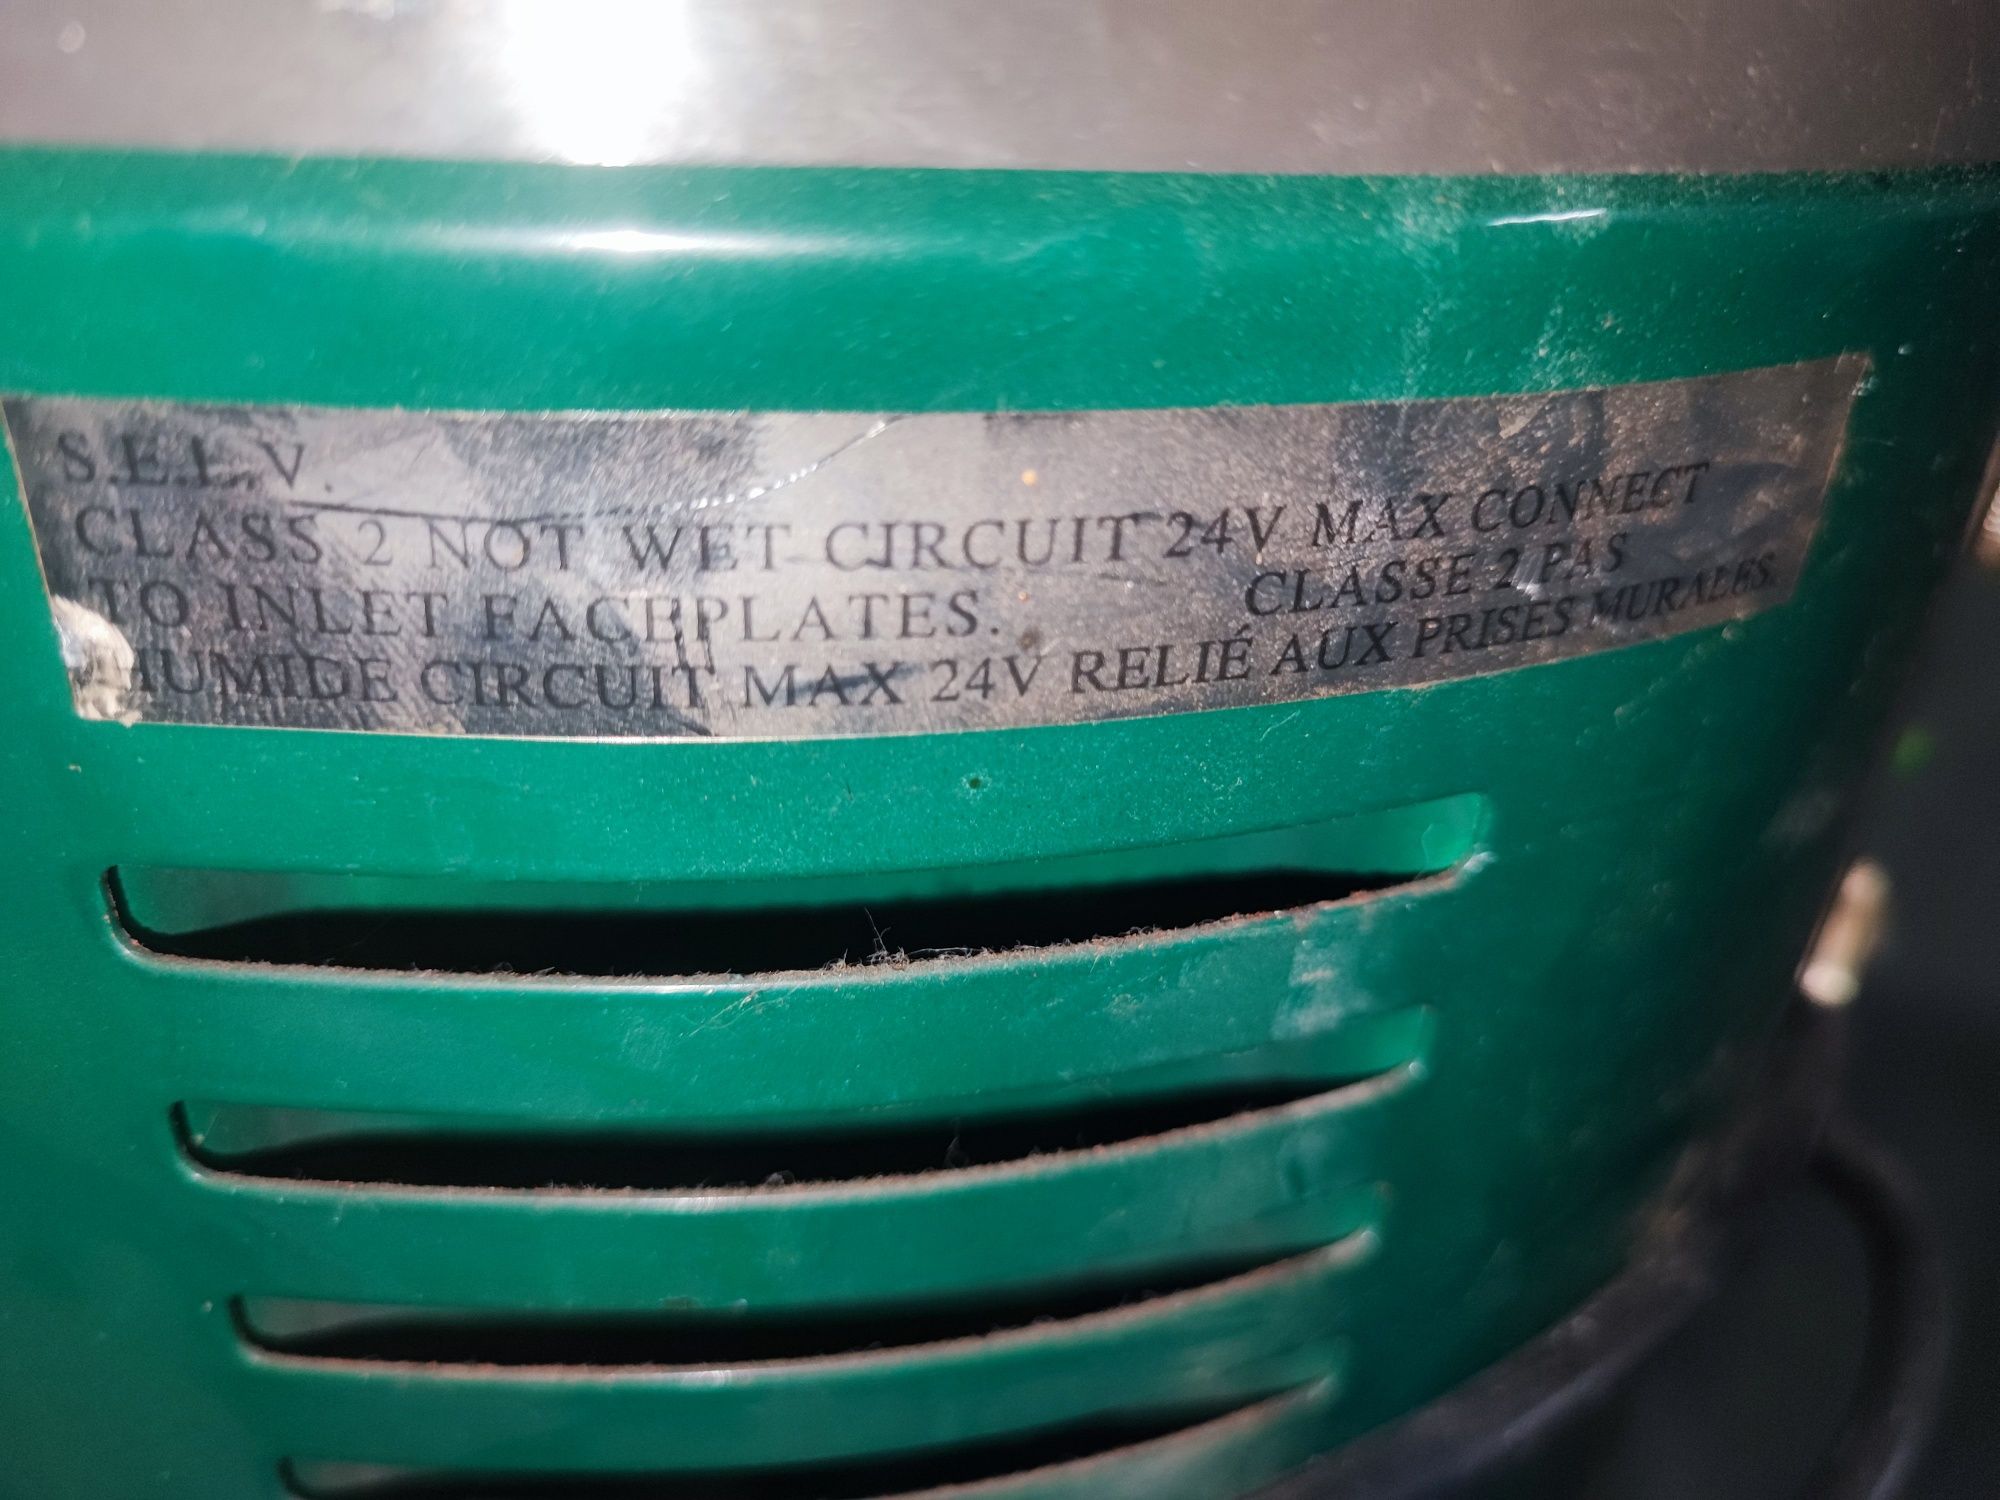 S.E.L.V.
CLASS 2 NOT WET CIRCUIT 24V MAX CONNECT
TO INLET FACEPLATES. CLASSE 2 PAS
HUMIDE CIRCUIT MAX 24V RELIÉ AUX PRISES MURALES.